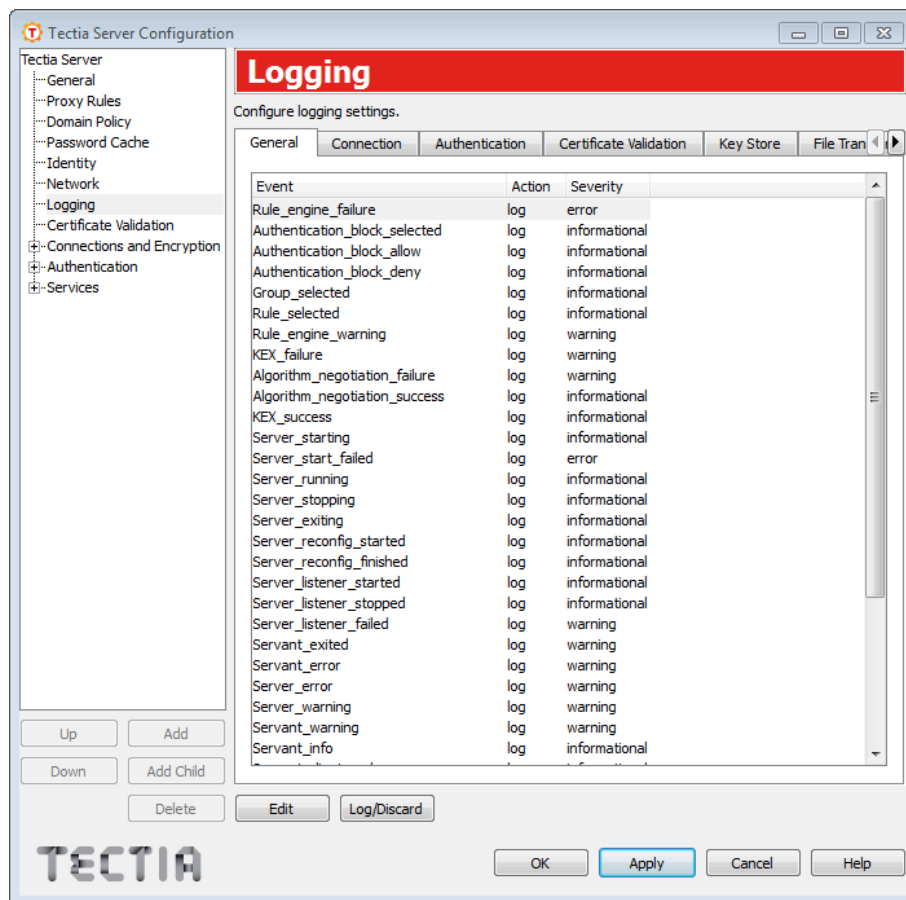 Tectia Server Configuration
Tectia Server
General
Proxy Rules
Domain Policy
Password Cache
Identity
Network
Logging
Certificate Validation
Connections and Encryption
Authentication
Services
Up Add
Down Add Child
Delete
Logging
Configure logging settings.
General Connection Authentication Certificate Validation Key Store File Tran
Event Action Severity
Rule_engine_failure log error
Authentication_block_selected log informational
Authentication_block_allow log informational
Authentication_block_deny log informational
Group_selected log informational
Rule_selected log informational
Rule_engine_warning log warning
KEX_failure log warning
Algorithm_negotiation_failure log warning
Algorithm_negotiation_success log informational
KEX_success log informational
Server_starting log informational
Server_start_failed log error
Server_running log informational
Server_stopping log informational
Server_exiting log informational
Server_reconfig_started log informational
Server_reconfig_finished log informational
Server_listener_started log informational
Server_listener_stopped log informational
Server_listener_failed log warning
Servant_exited log warning
Servant_error log warning
Server_error log warning
Server_warning log warning
Servant_warning log warning
Servant_info log informational
Edit Log/Discard
TECTIA
OK Apply Cancel Help